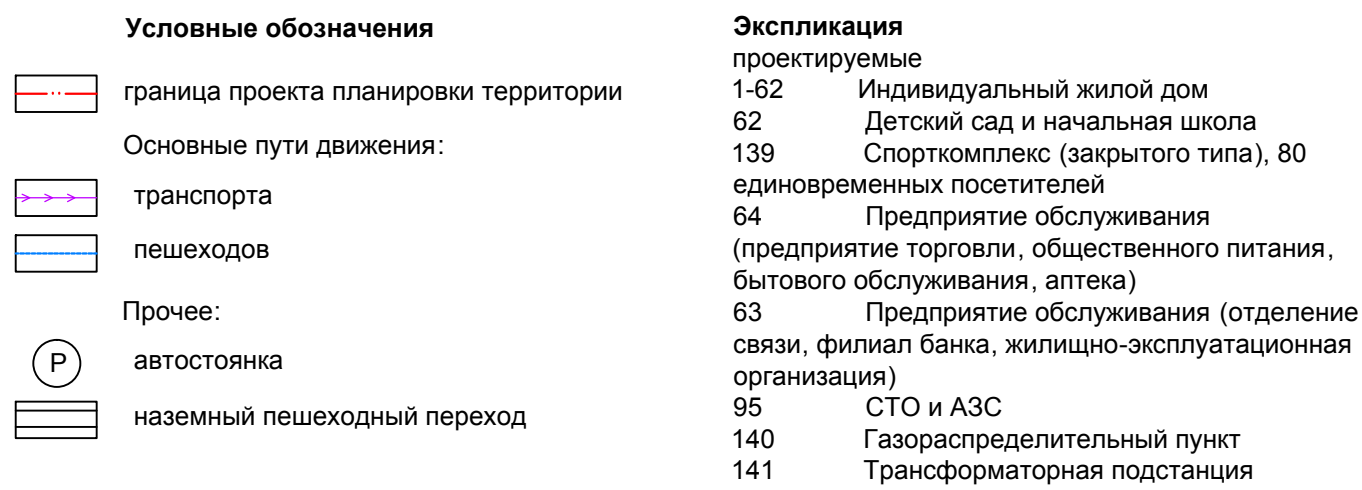 Условные обозначения
граница проекта планировки территории
Основные пути движения:
транспорта
пешеходов
Прочее:
P
автостоянка
наземный пешеходный переход
Экспликация
проектируемые
1-62 Индивидуальный жилой дом
62 Детский сад и начальная школа
139 Спорткомплекс (закрытого типа), 80
единовременных посетителей
64 Предприятие обслуживания
(предприятие торговли, общественного питания,
бытового обслуживания, аптека)
63 Предприятие обслуживания (отделение
связи, филиал банка, жилищно-эксплуатационная
организация)
95 СТО и АЗС
140 Газораспределительный пункт
141 Трансформаторная подстанция